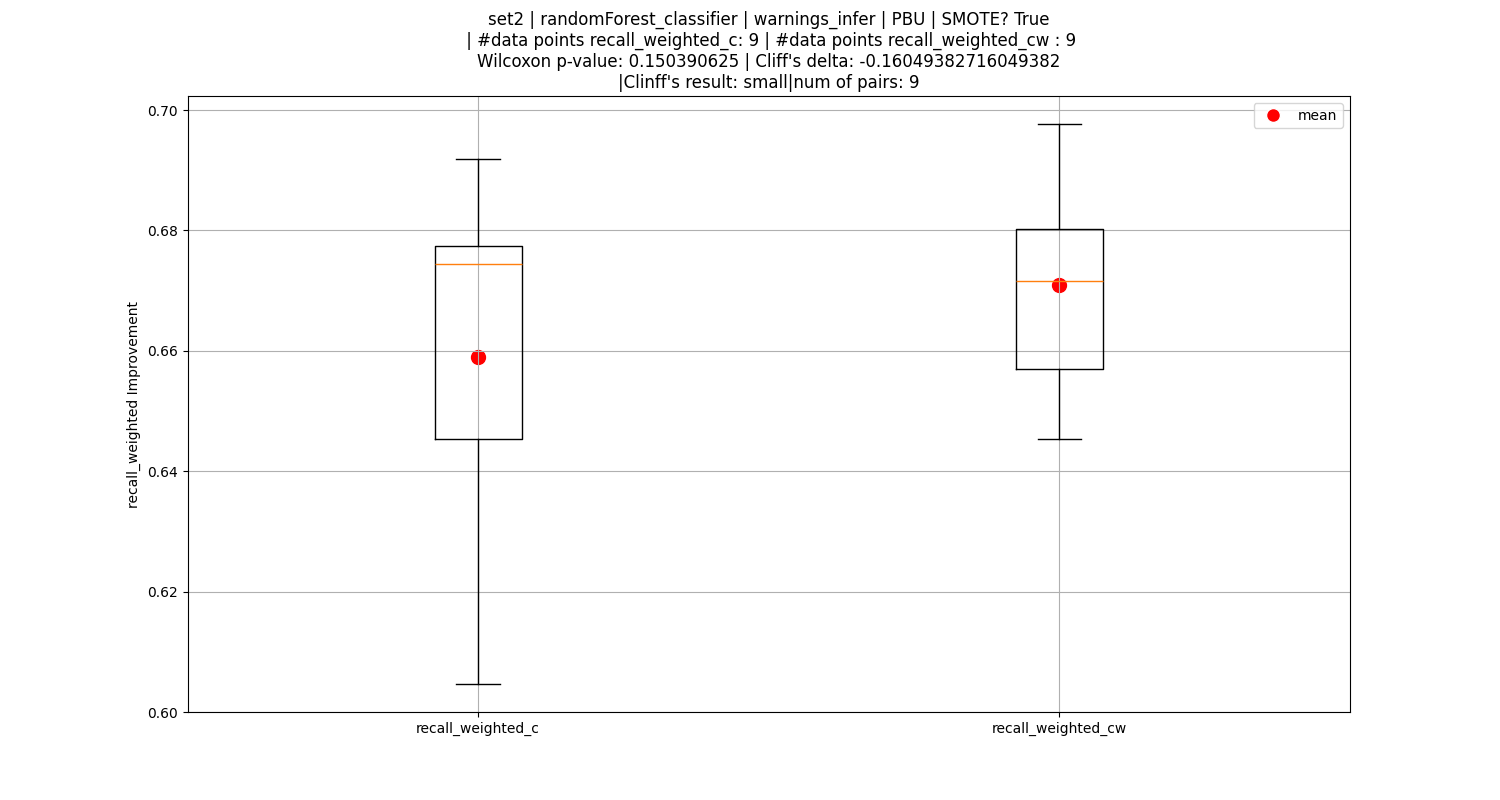 set2 | randomForest_classifier | warnings_infer | PBU | SMOTE? True
| #data points recall_weighted_c: 9 | #data points recall_weighted_cw : 9
Wilcoxon p-value: 0.150390625 | Cliff's delta: -0.16049382716049382
|Clinff's result: small|num of pairs: 9
mean
recall_weighted Improvement
0.70
0.68
0.66
0.64
0.62
0.60
recall_weighted_c
recall_weighted_cw